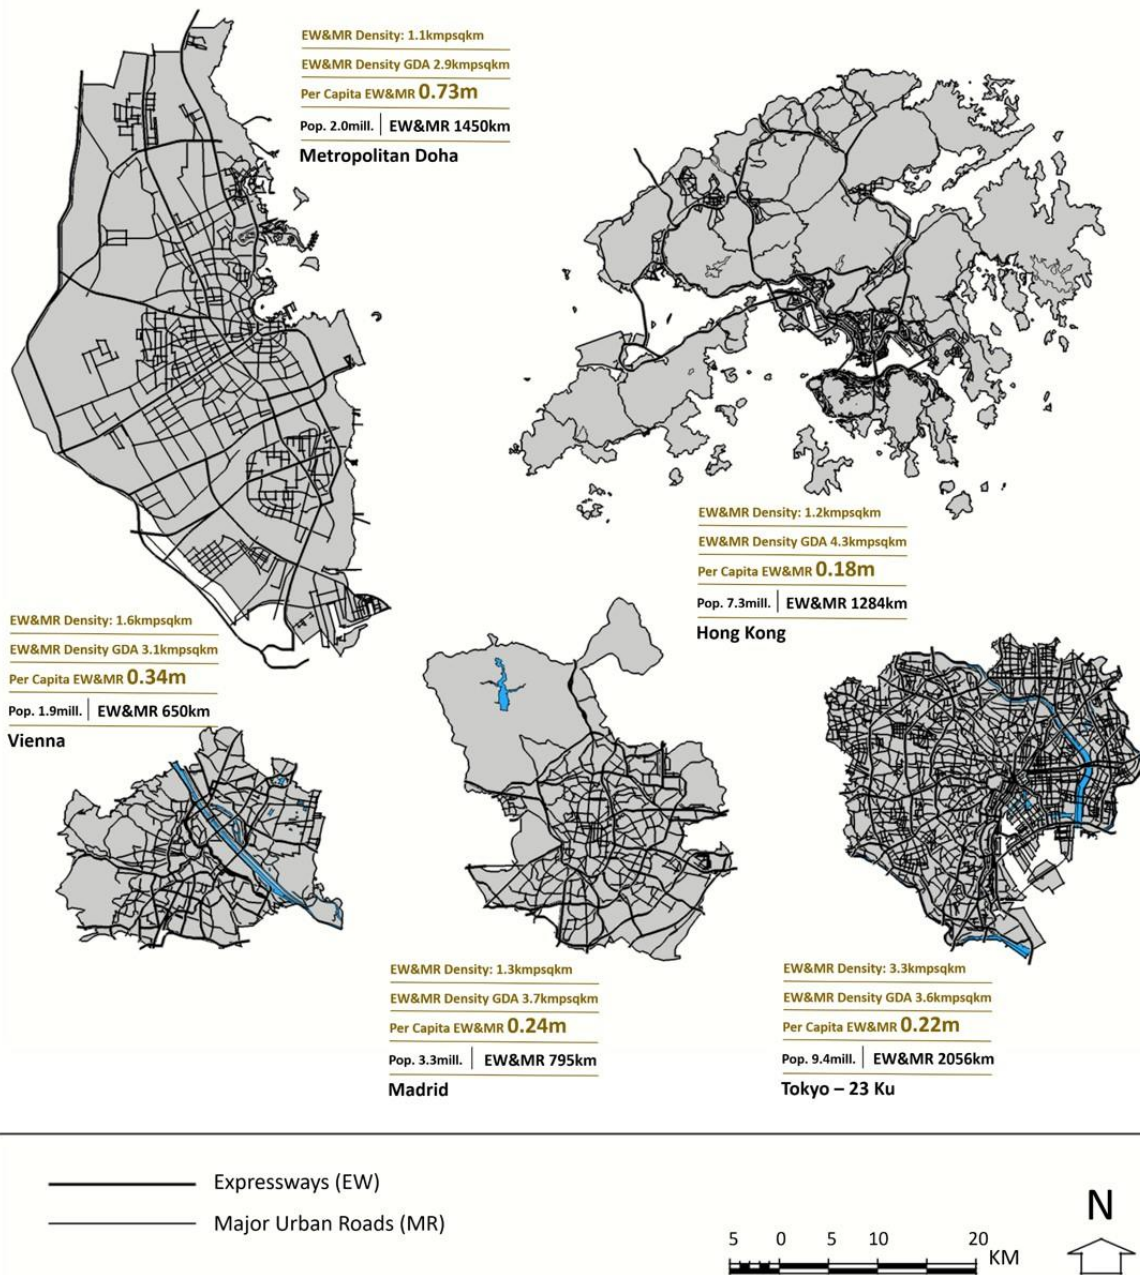 EW&MR Density: 1.1kmpsqkm
EW&MR Density GDA 2.9kmpsqkm
Per Capita EW&MR 0.73m
Pop. 2.0mill. | EW&MR 1450km
Metropolitan Doha
EW&MR Density: 1.2kmpsqkm
EW&MR Density GDA 4.3kmpsqkm
Per Capita EW&MR 0.18m
Pop. 7.3mill. | EW&MR 1284km
Hong Kong
EW&MR Density: 1.6kmpsqkm
EW&MR Density GDA 3.1kmpsqkm
Per Capita EW&MR 0.34m
Pop. 1.9mill. | EW&MR 650km
Vienna
EW&MR Density: 1.3kmpsqkm
EW&MR Density GDA 3.7kmpsqkm
Per Capita EW&MR 0.24m
Pop. 3.3mill. | EW&MR 795km
Madrid
EW&MR Density: 3.3kmpsqkm
EW&MR Density GDA 3.6kmpsqkm
Per Capita EW&MR 0.22m
Pop. 9.4mill. | EW&MR 2056km
Tokyo – 23 Ku
Expressways (EW)
Major Urban Roads (MR)
5 0 5 10 20
KM
N